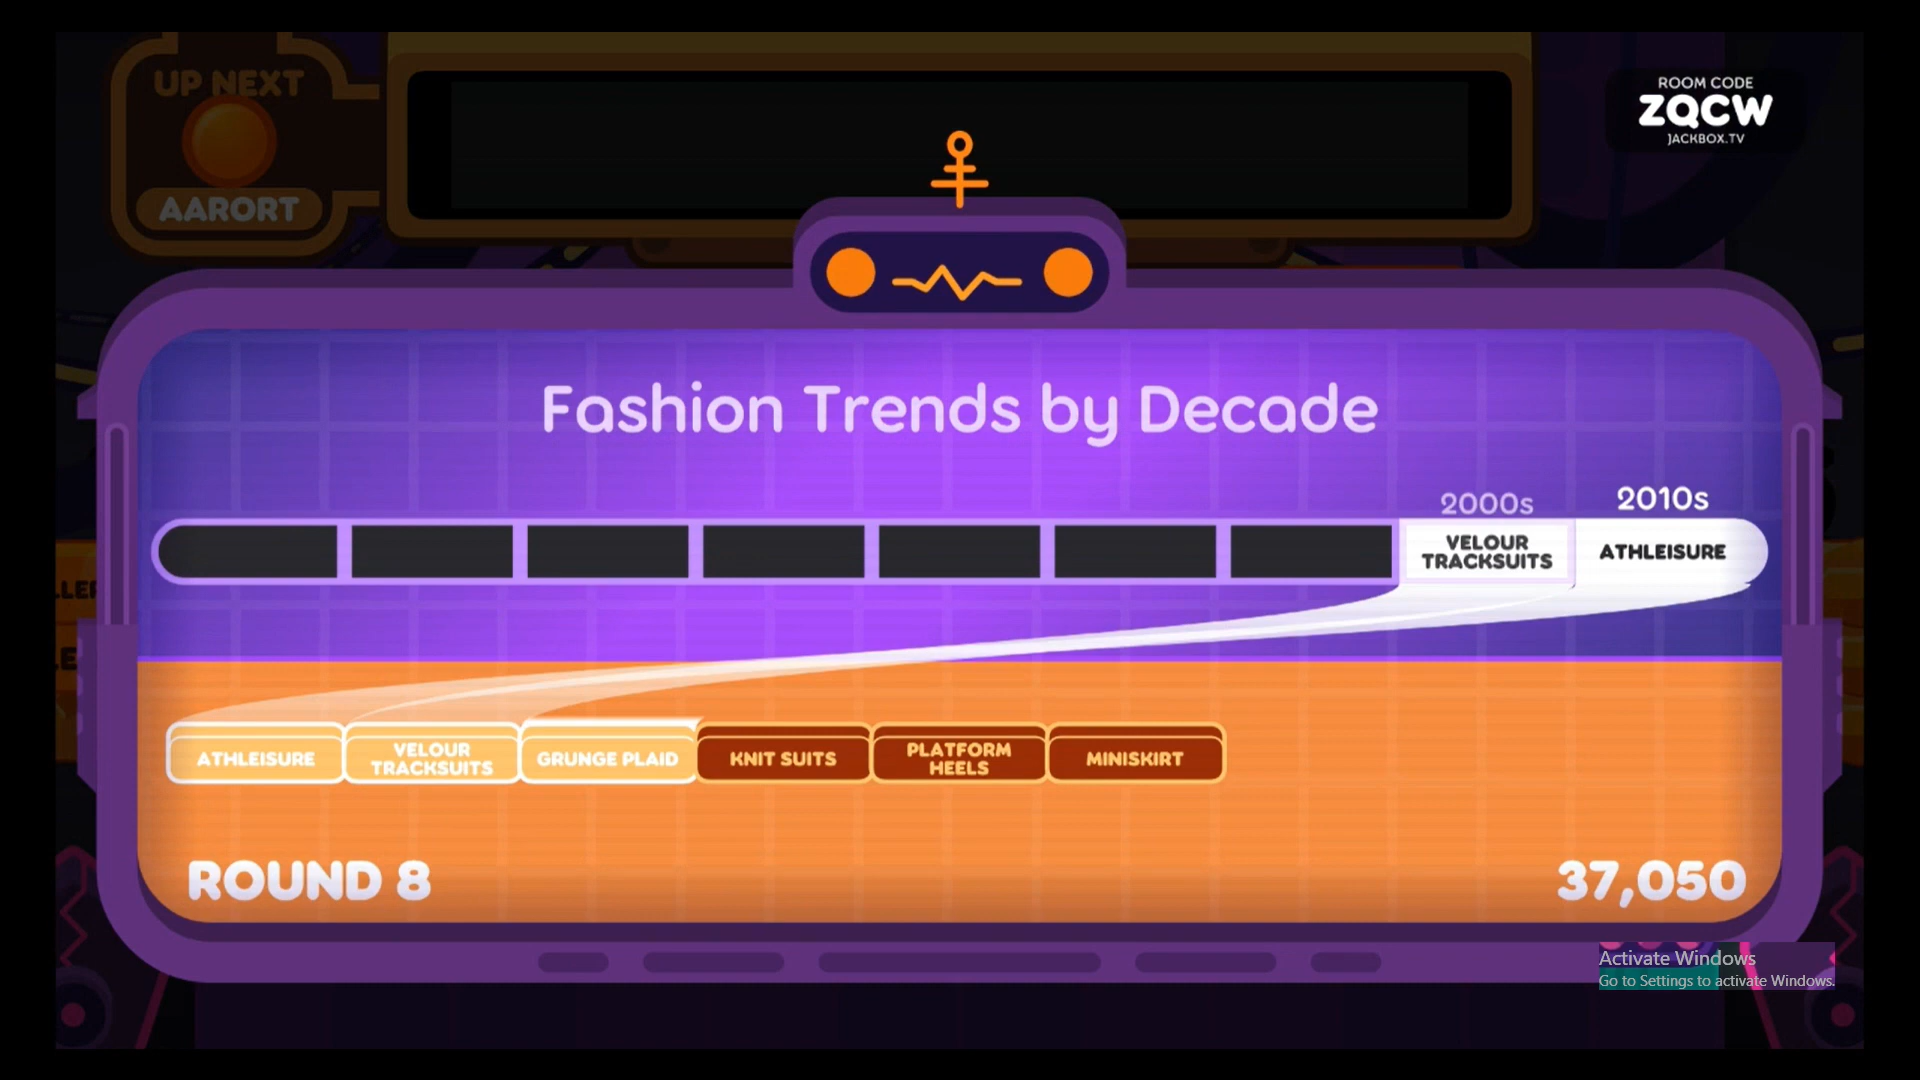 UP NEXT
AARORT
ROOM CODE
ZQCW
JACKBOX.TV
Fashion Trends by Decade
2000s
2010s
VELOUR
TRACKSUITS
ATHLEISURE
ATHLEISURE
VELOUR
TRACKSUITS
GRUNGE PLAID
KNIT SUITS
PLATFORM
HEELS
MINISKIRT
ROUND 8
37,050
Activate Windows
Go to Settings to activate Windows.